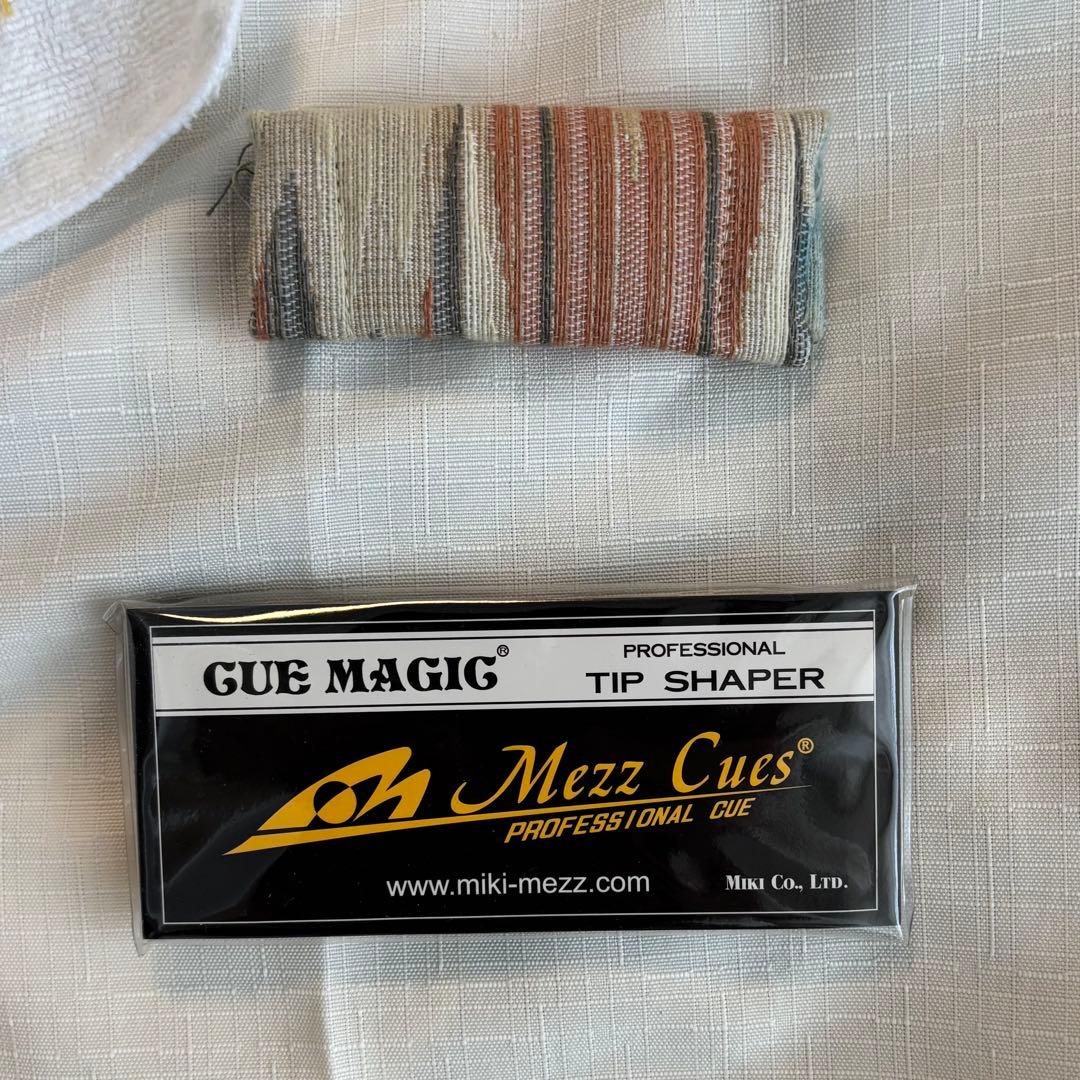 CUE MAGIC®
PROFESSIONAL
TIP SHAPER
Mezz Cues®
PROFESSIONAL CUE
www.miki-mezz.com
MIKI CO., LTD.